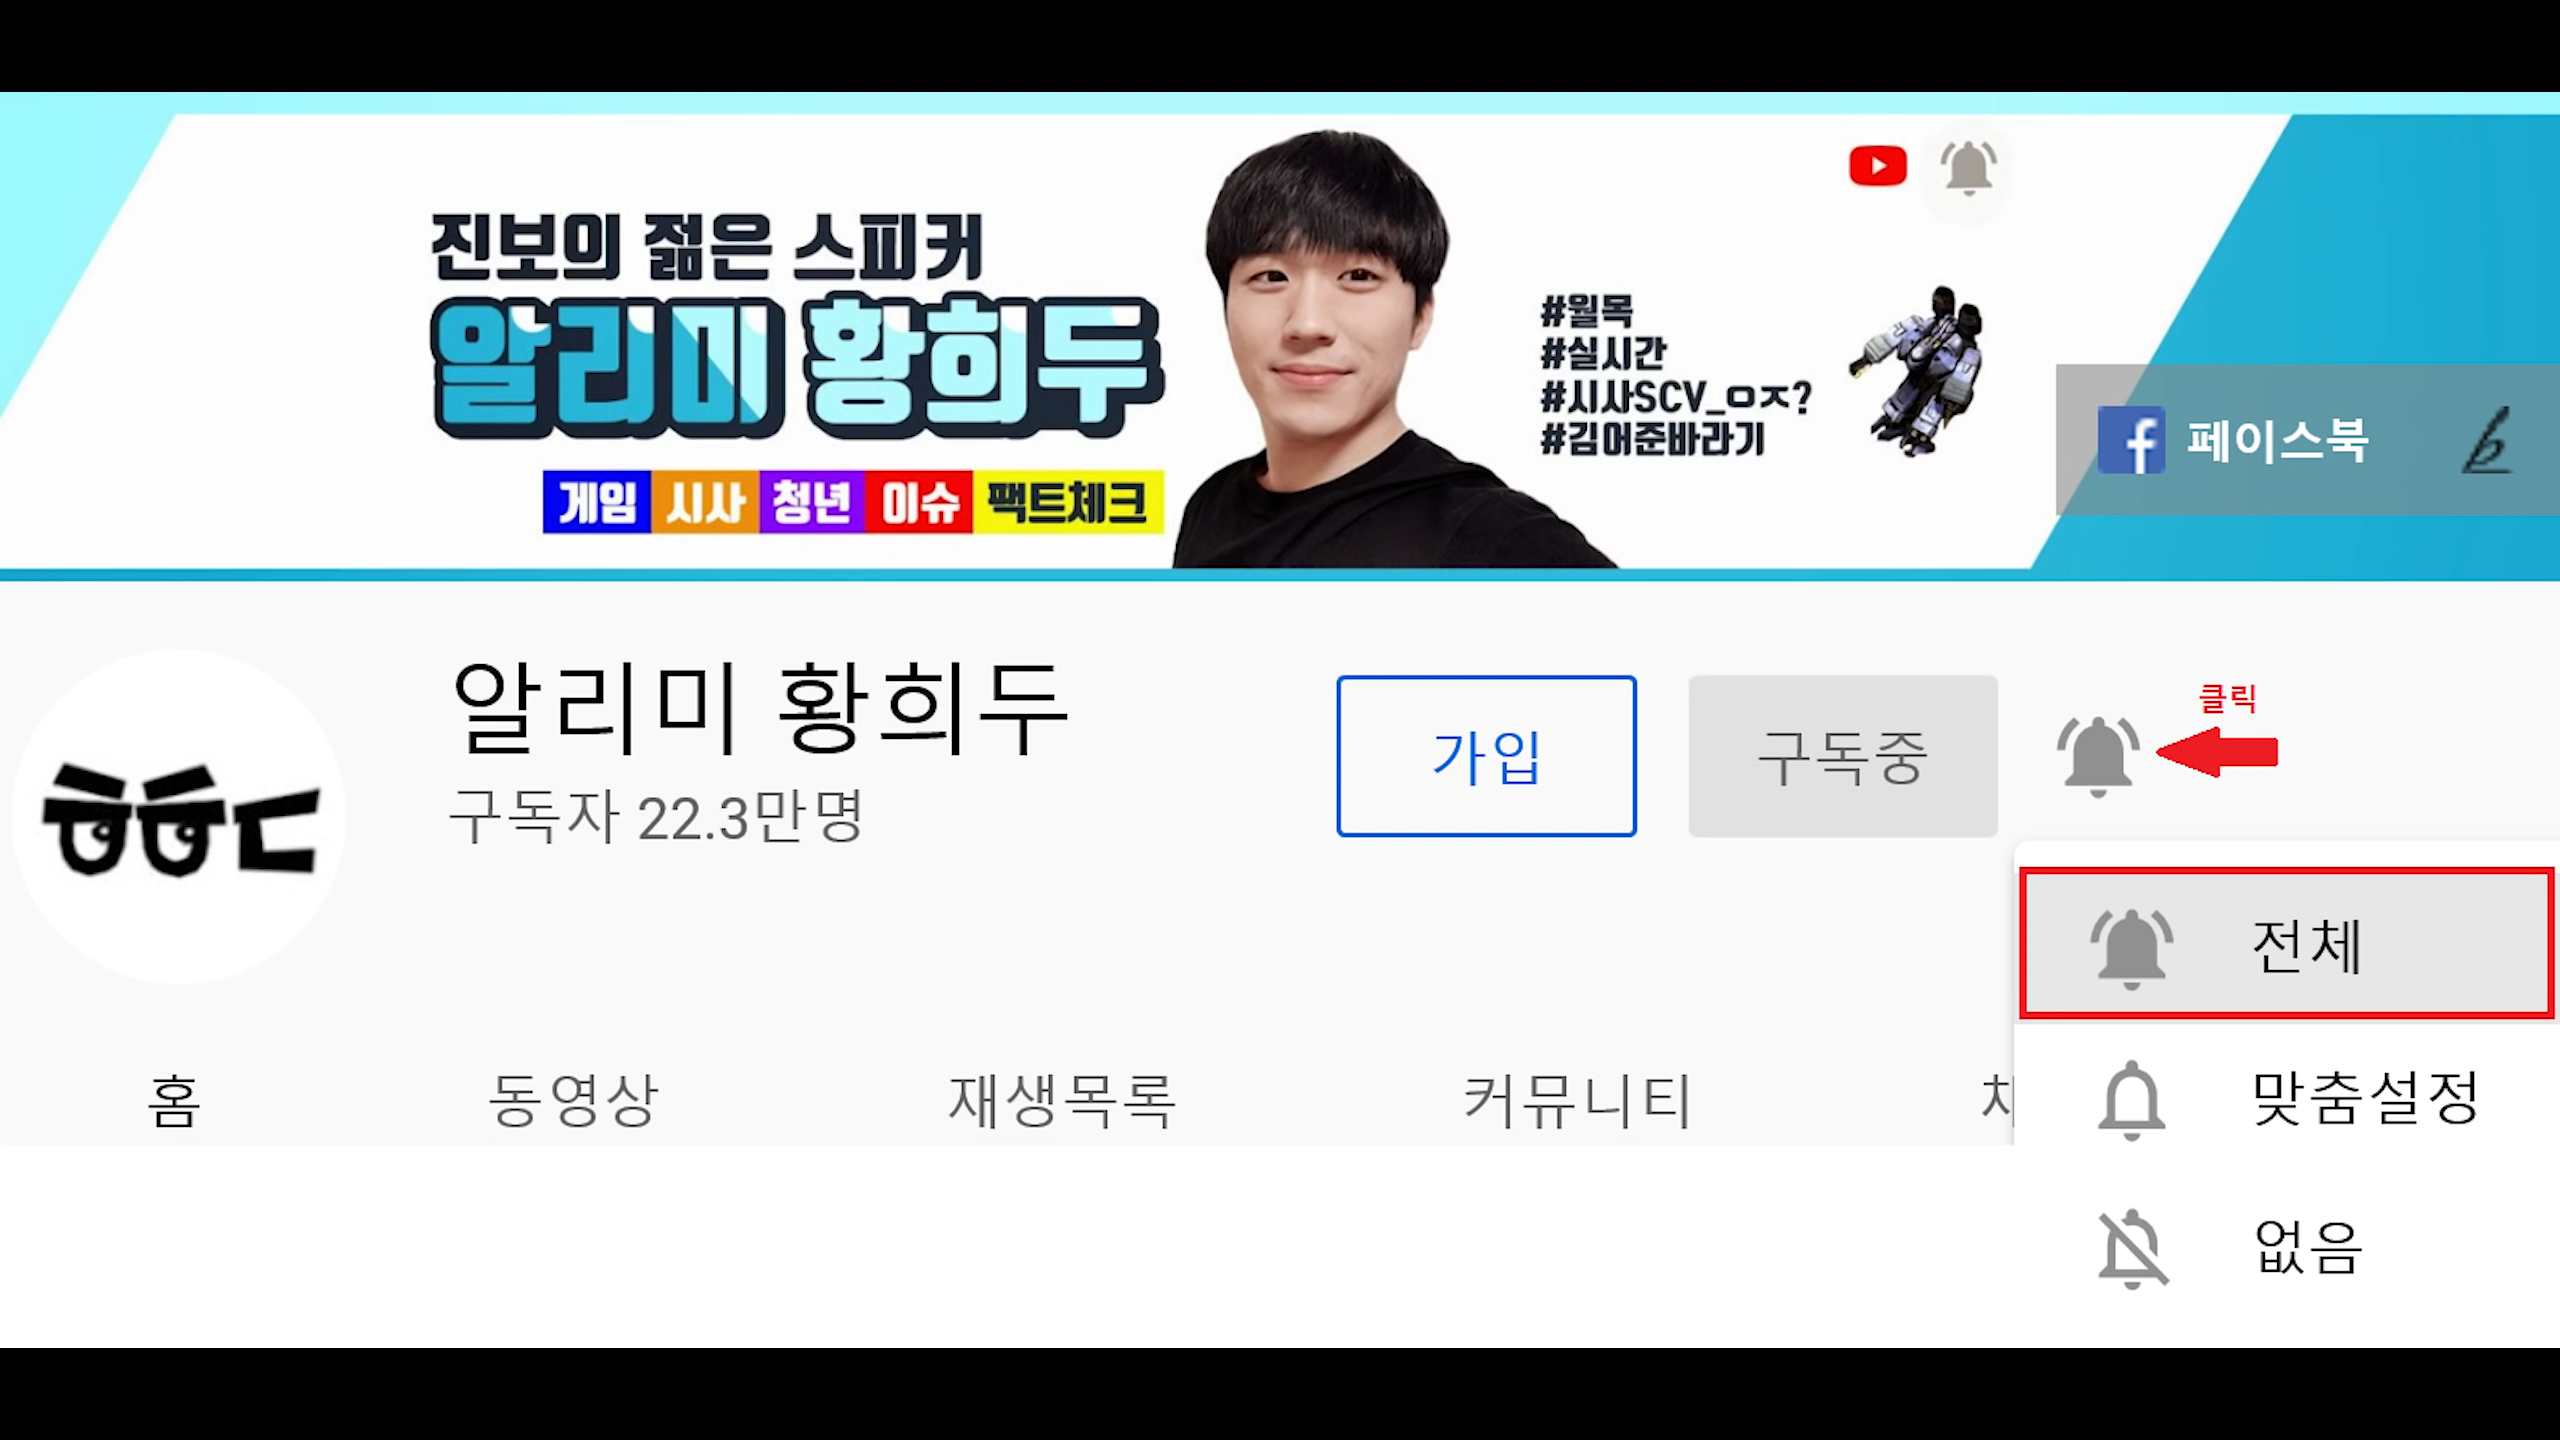 진보의 젊은 스피커
알리미 황희두
게임 시사 청년 이슈 팩트체크
#월목
#실시간
#시사SCV_ㅇㅈ?
#김어준바라기
페이스북
알리미 황희두
구독자 22.3만명
가입
구독중
클릭
ㅎㅎㄷ
전체
맞춤설정
없음
홈 동영상 재생목록 커뮤니티